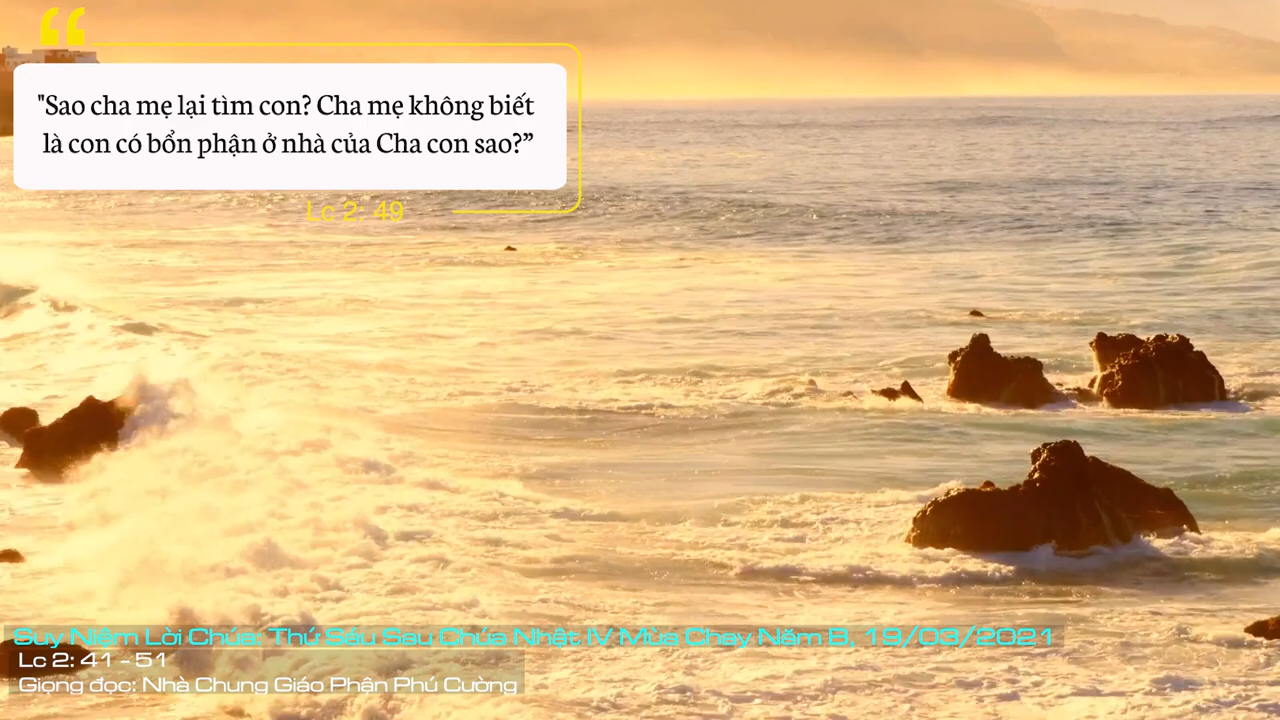 "Sao cha mẹ lại tìm con? Cha mẹ không biết
là con có bổn phận ở nhà của Cha con sao?”
Lc 2: 49
Suy Niệm Lời Chúa: Thứ Sáu Sau Chúa Nhật IV Mùa Chay Năm B, 19/03/2021
Lc 2: 41 - 51
Giọng đọc: Nhà Chung Giáo Phận Phú Cường